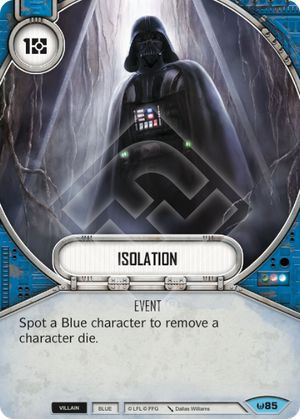 1
ISOLATION
EVENT
Spot a Blue character to remove a
character die.
VILLAIN BLUE © LFL © FFG Dallas Williams 85